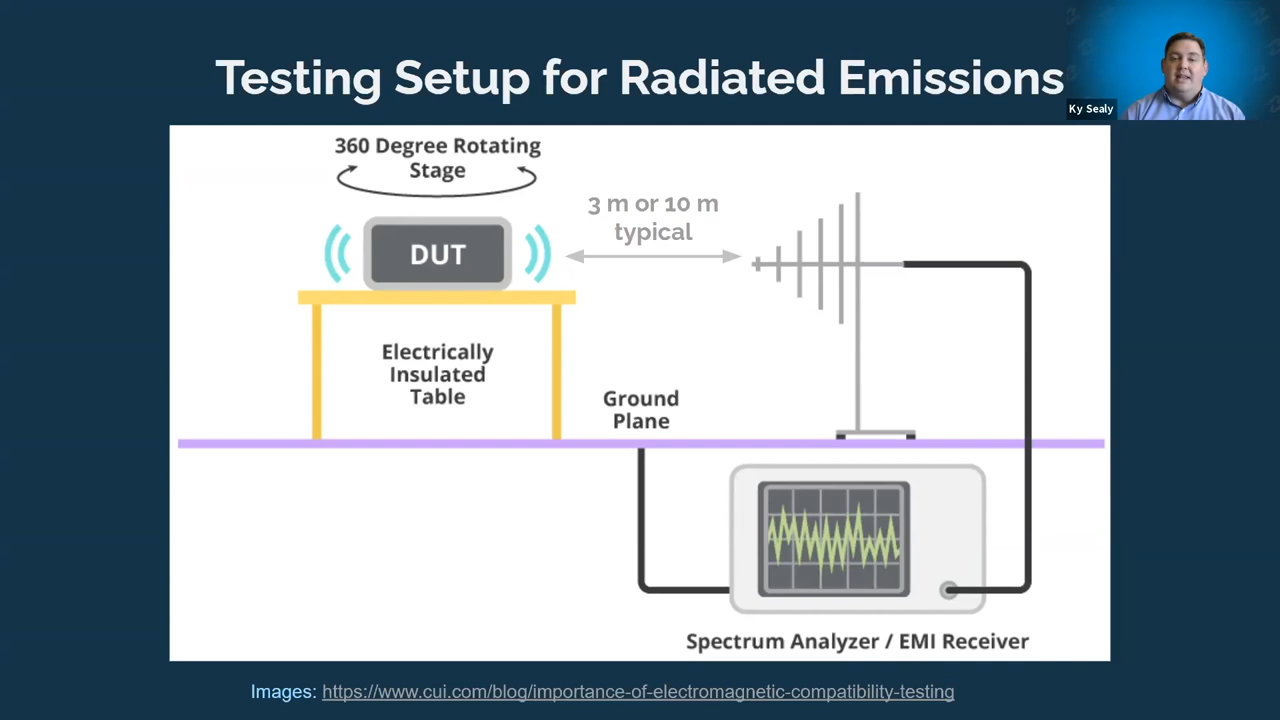 Testing Setup for Radiated Emissions
Ky Sealy
360 Degree Rotating
Stage
3 m or 10 m
typical
DUT
Electrically
Insulated
Table
Ground
Plane
Spectrum Analyzer / EMI Receiver
Images: https://www.cui.com/blog/importance-of-electromagnetic-compatibility-testing